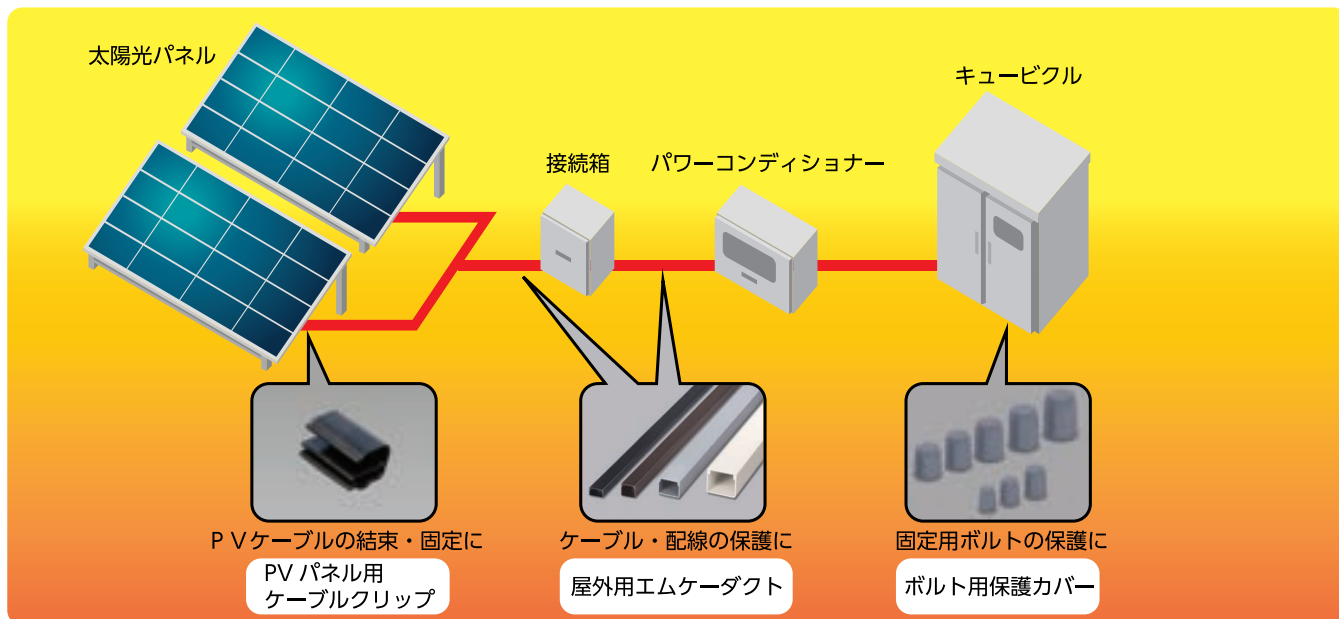 太陽光パネル
接続箱
パワーコンディショナー
キュービクル
PVケーブルの結束・固定に
PVパネル用
ケーブルクリップ
ケーブル・配線の保護に
屋外用エムケーダクト
固定用ボルトの保護に
ボルト用保護カバー